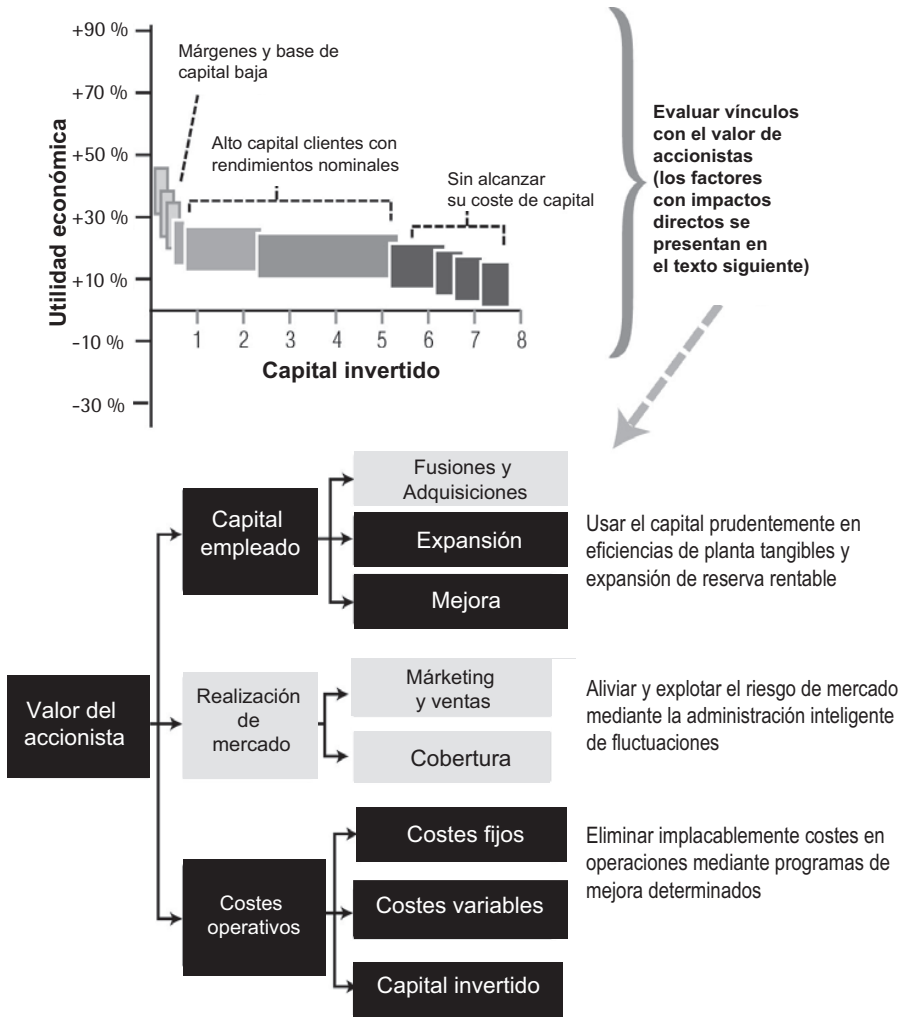 +90 %
+70 %
+50 %
+30 %
+10 %
-10 %
-30 %
Utilidad económica
Márgenes y base de
capital baja
Alto capital clientes con
rendimientos nominales
Sin alcanzar
su coste de capital
1 2 3 4 5 6 7 8
Capital invertido
Evaluar vínculos
con el valor de
accionistas
(los factores
con impactos
directos se
presentan en
el texto siguiente)
Valor del
accionista
Capital
empleado
Fusiones y
Adquisiciones
Expansión
Mejora
Usar el capital prudentemente en
eficiencias de planta tangibles y
expansión de reserva rentable
Realización
de
mercado
Márketing
y ventas
Cobertura
Aliviar y explotar el riesgo de mercado
mediante la administración inteligente
de fluctuaciones
Costes
operativos
Costes fijos
Costes variables
Capital invertido
Eliminar implacablemente costes en
operaciones mediante programas de
mejora determinados